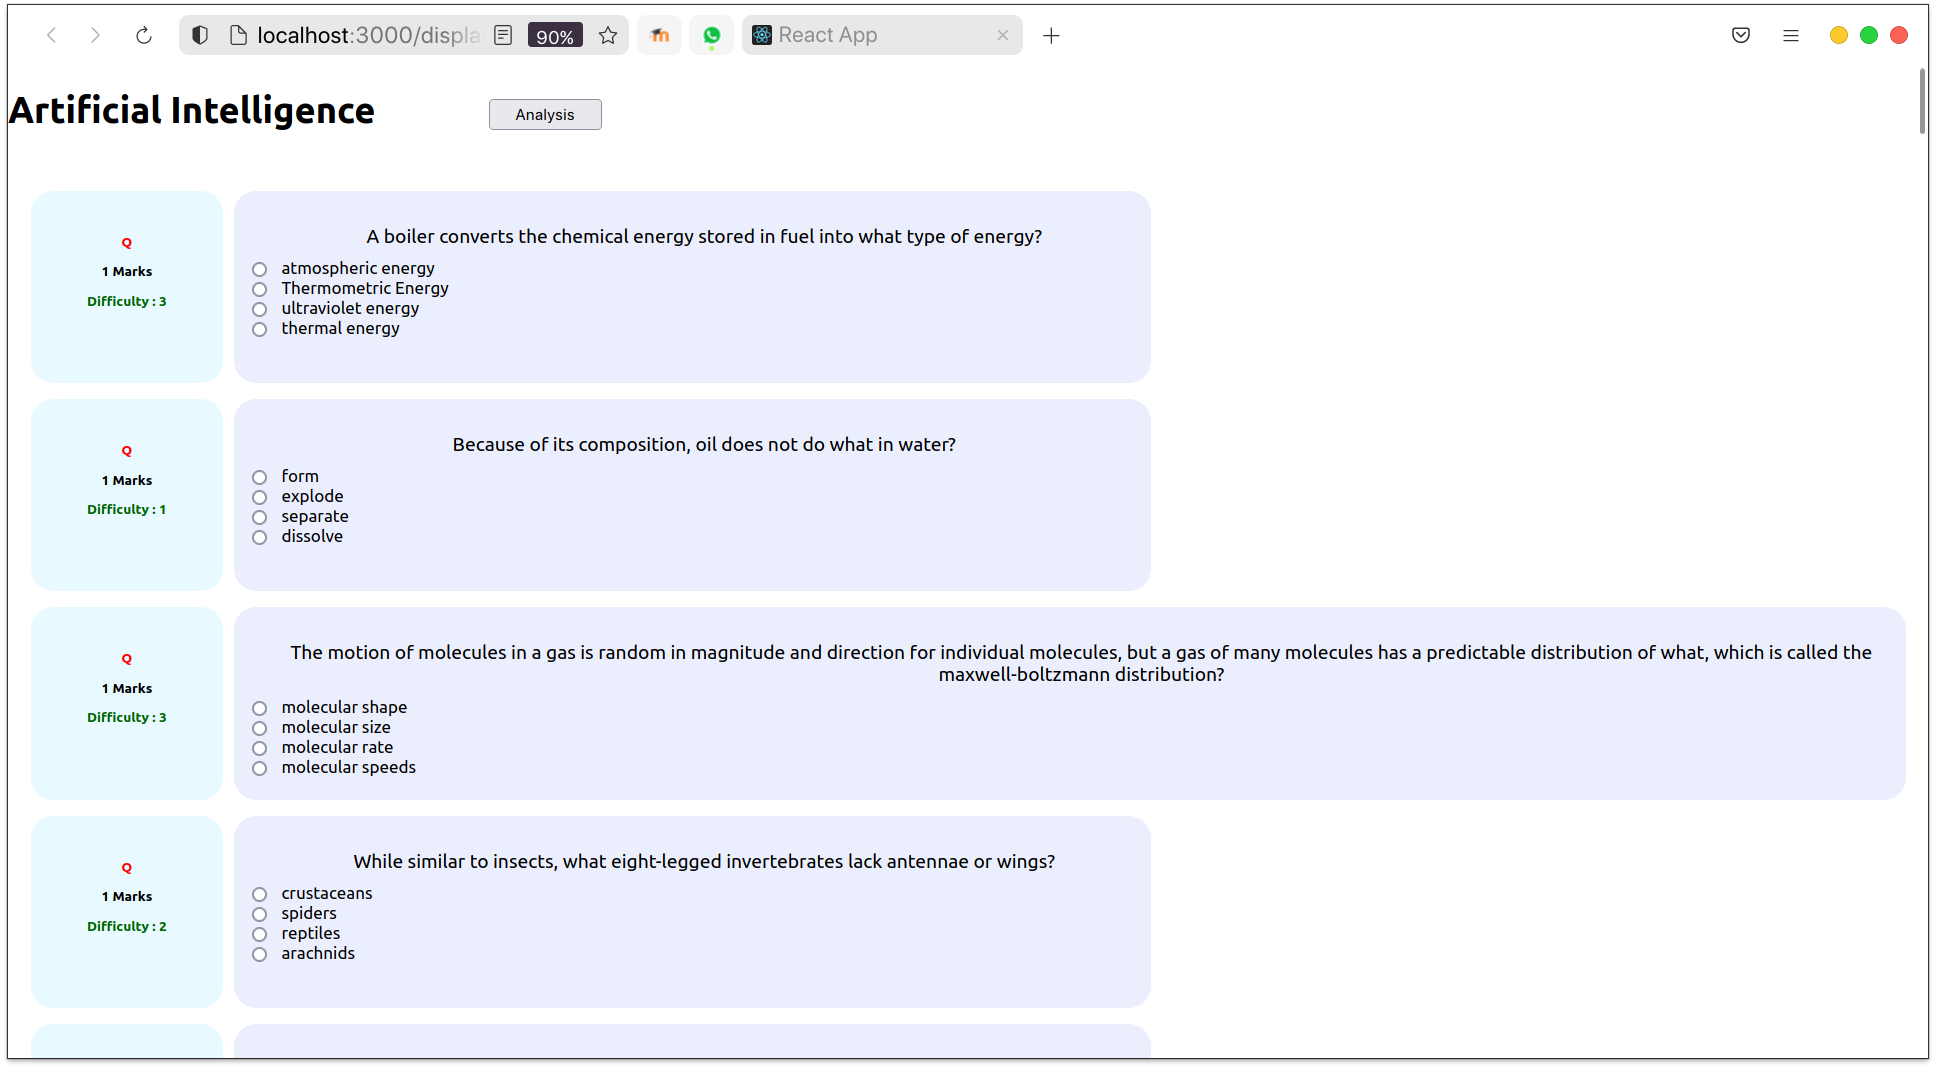 localhost:3000/displa
90%
React App
Artificial Intelligence
Analysis
Q
1 Marks
Difficulty : 3
A boiler converts the chemical energy stored in fuel into what type of energy?
atmospheric energy
Thermometric Energy
ultraviolet energy
thermal energy
Q
1 Marks
Difficulty : 1
Because of its composition, oil does not do what in water?
form
explode
separate
dissolve
Q
1 Marks
Difficulty : 3
The motion of molecules in a gas is random in magnitude and direction for individual molecules, but a gas of many molecules has a predictable distribution of what, which is called the
maxwell-boltzmann distribution?
molecular shape
molecular size
molecular rate
molecular speeds
Q
1 Marks
Difficulty : 2
While similar to insects, what eight-legged invertebrates lack antennae or wings?
crustaceans
spiders
reptiles
arachnids